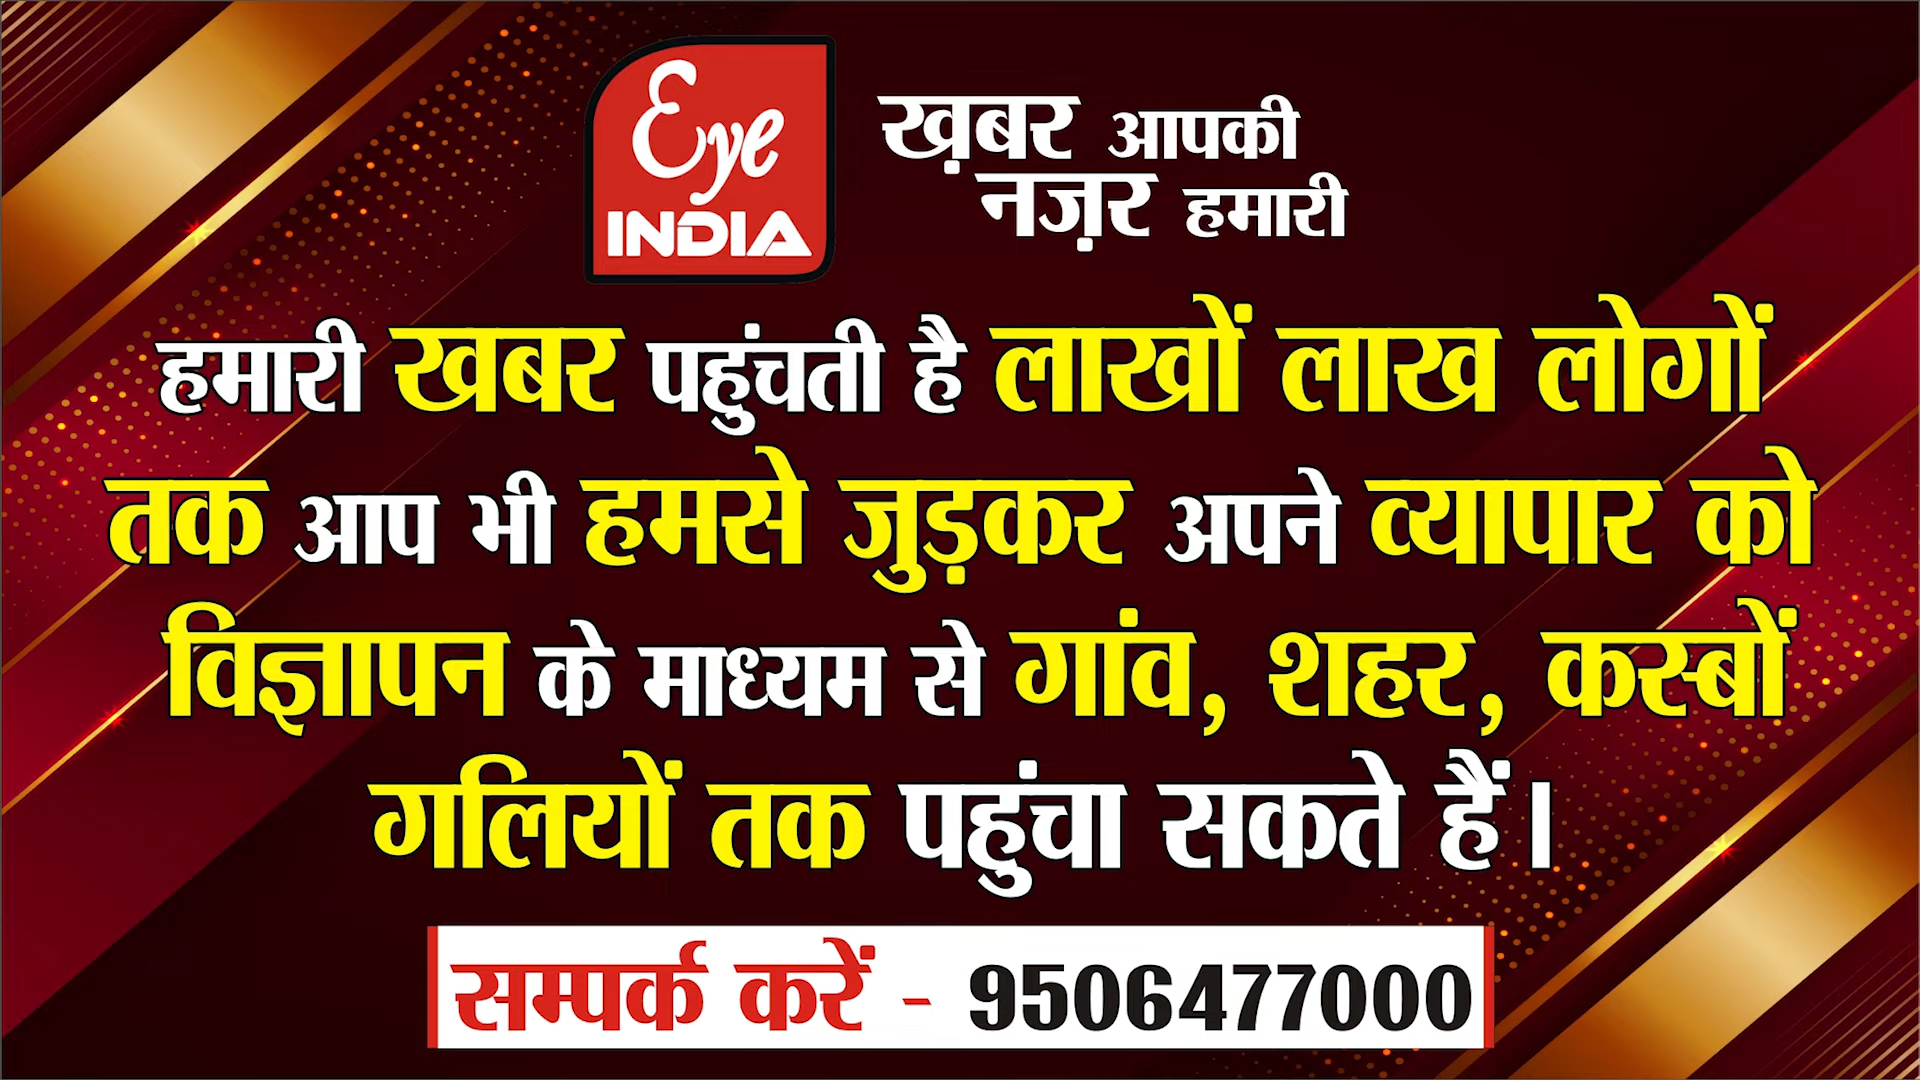 Eye
INDIA
ख़बर आपकी
नज़र हमारी
हमारी खबर पहुंचती है लाखों लाख लोगों
तक आप भी हमसे जुड़कर अपने व्यापार को
विज्ञापन के माध्यम से गांव, शहर, कस्बों
गलियों तक पहुंचा सकते हैं।
सम्पर्क करें - 9506477000